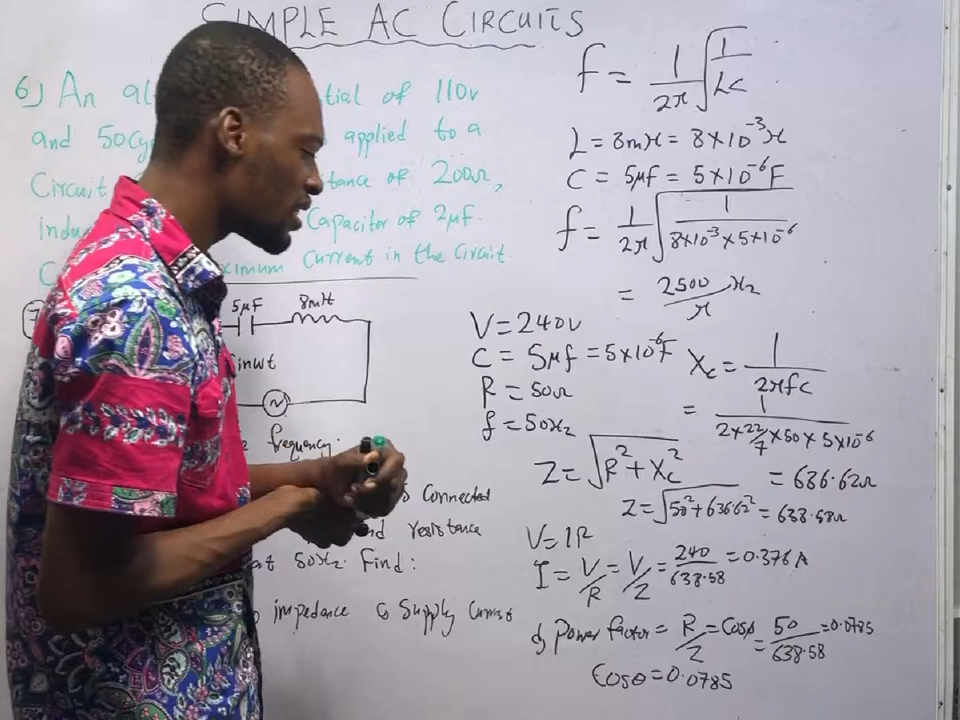 SIMPLE AC CIRCUITS
6) An al tial of 110v
and 50cy applied to a
Circuit tance of 200Ω,
indu Capacitor of 2μF.
C ximum Current in the Circuit
7
5μF 8mH
inwt
frequency.
s Connected
nd resistance
at 50Hz. Find:
impedance c) Supply Current
f = 1/2π √1/LC
L = 8mH = 8×10⁻³H
C = 5μF = 5×10⁻⁶F
f = 1/2π √1/8×10⁻³×5×10⁻⁶
= 2500/π Hz
V = 240V
C = 5μf = 5×10⁻⁶F
R = 50Ω
f = 50Hz
Xc = 1/2πfc
= 1/2×22/7×50×5×10⁻⁶
= 636.62Ω
Z = √R²+Xc²
Z = √50²+636.62² = 638.58Ω
V = IR
I = V/R = V/Z = 240/638.58 = 0.376A
d) Power factor = R/Z = Cosθ = 50/638.58 = 0.0785
Cosθ = 0.0785